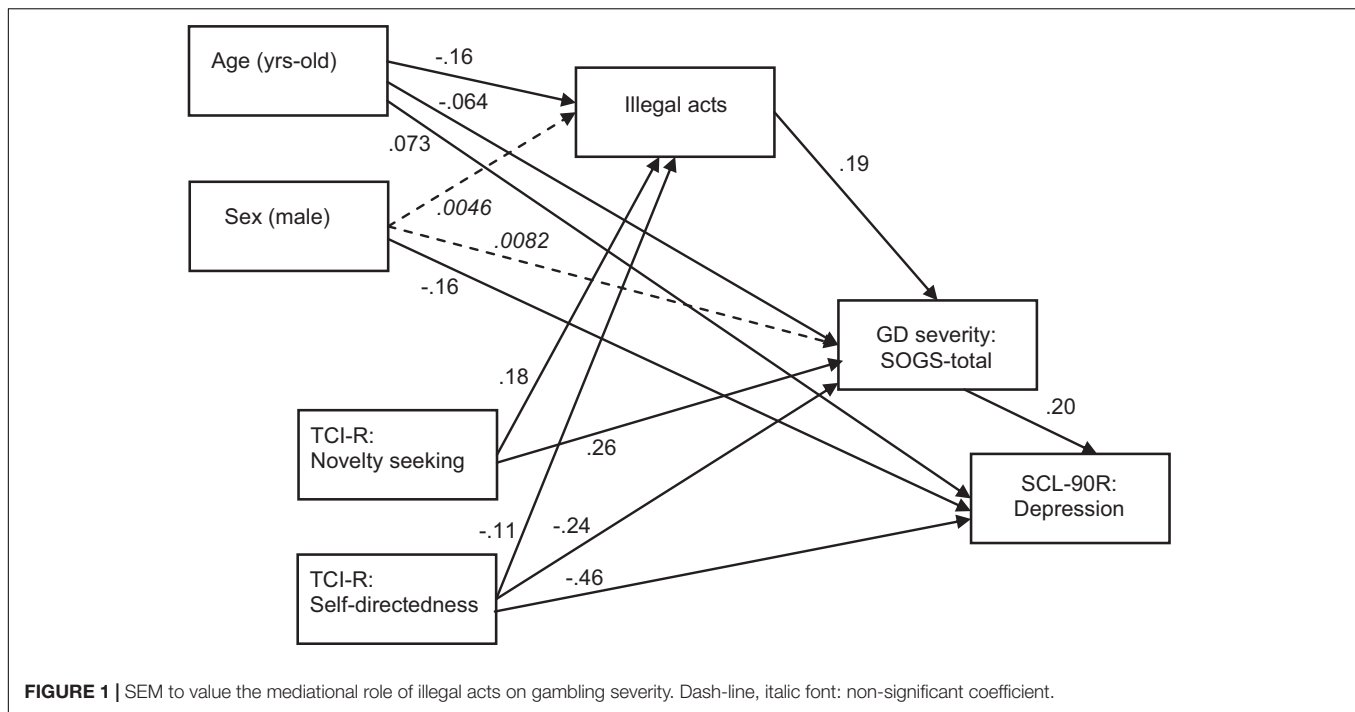 Age (yrs-old)
-.16
Illegal acts
-.064
.073
.19
Sex (male)
.0046
.0082
-.16
GD severity:
SOGS-total
.18
.20
TCI-R:
Novelty seeking
.26
SCL-90R:
Depression
-.11
-.24
-.46
TCI-R:
Self-directedness
FIGURE 1 | SEM to value the mediational role of illegal acts on gambling severity. Dash-line, italic font: non-significant coefficient.